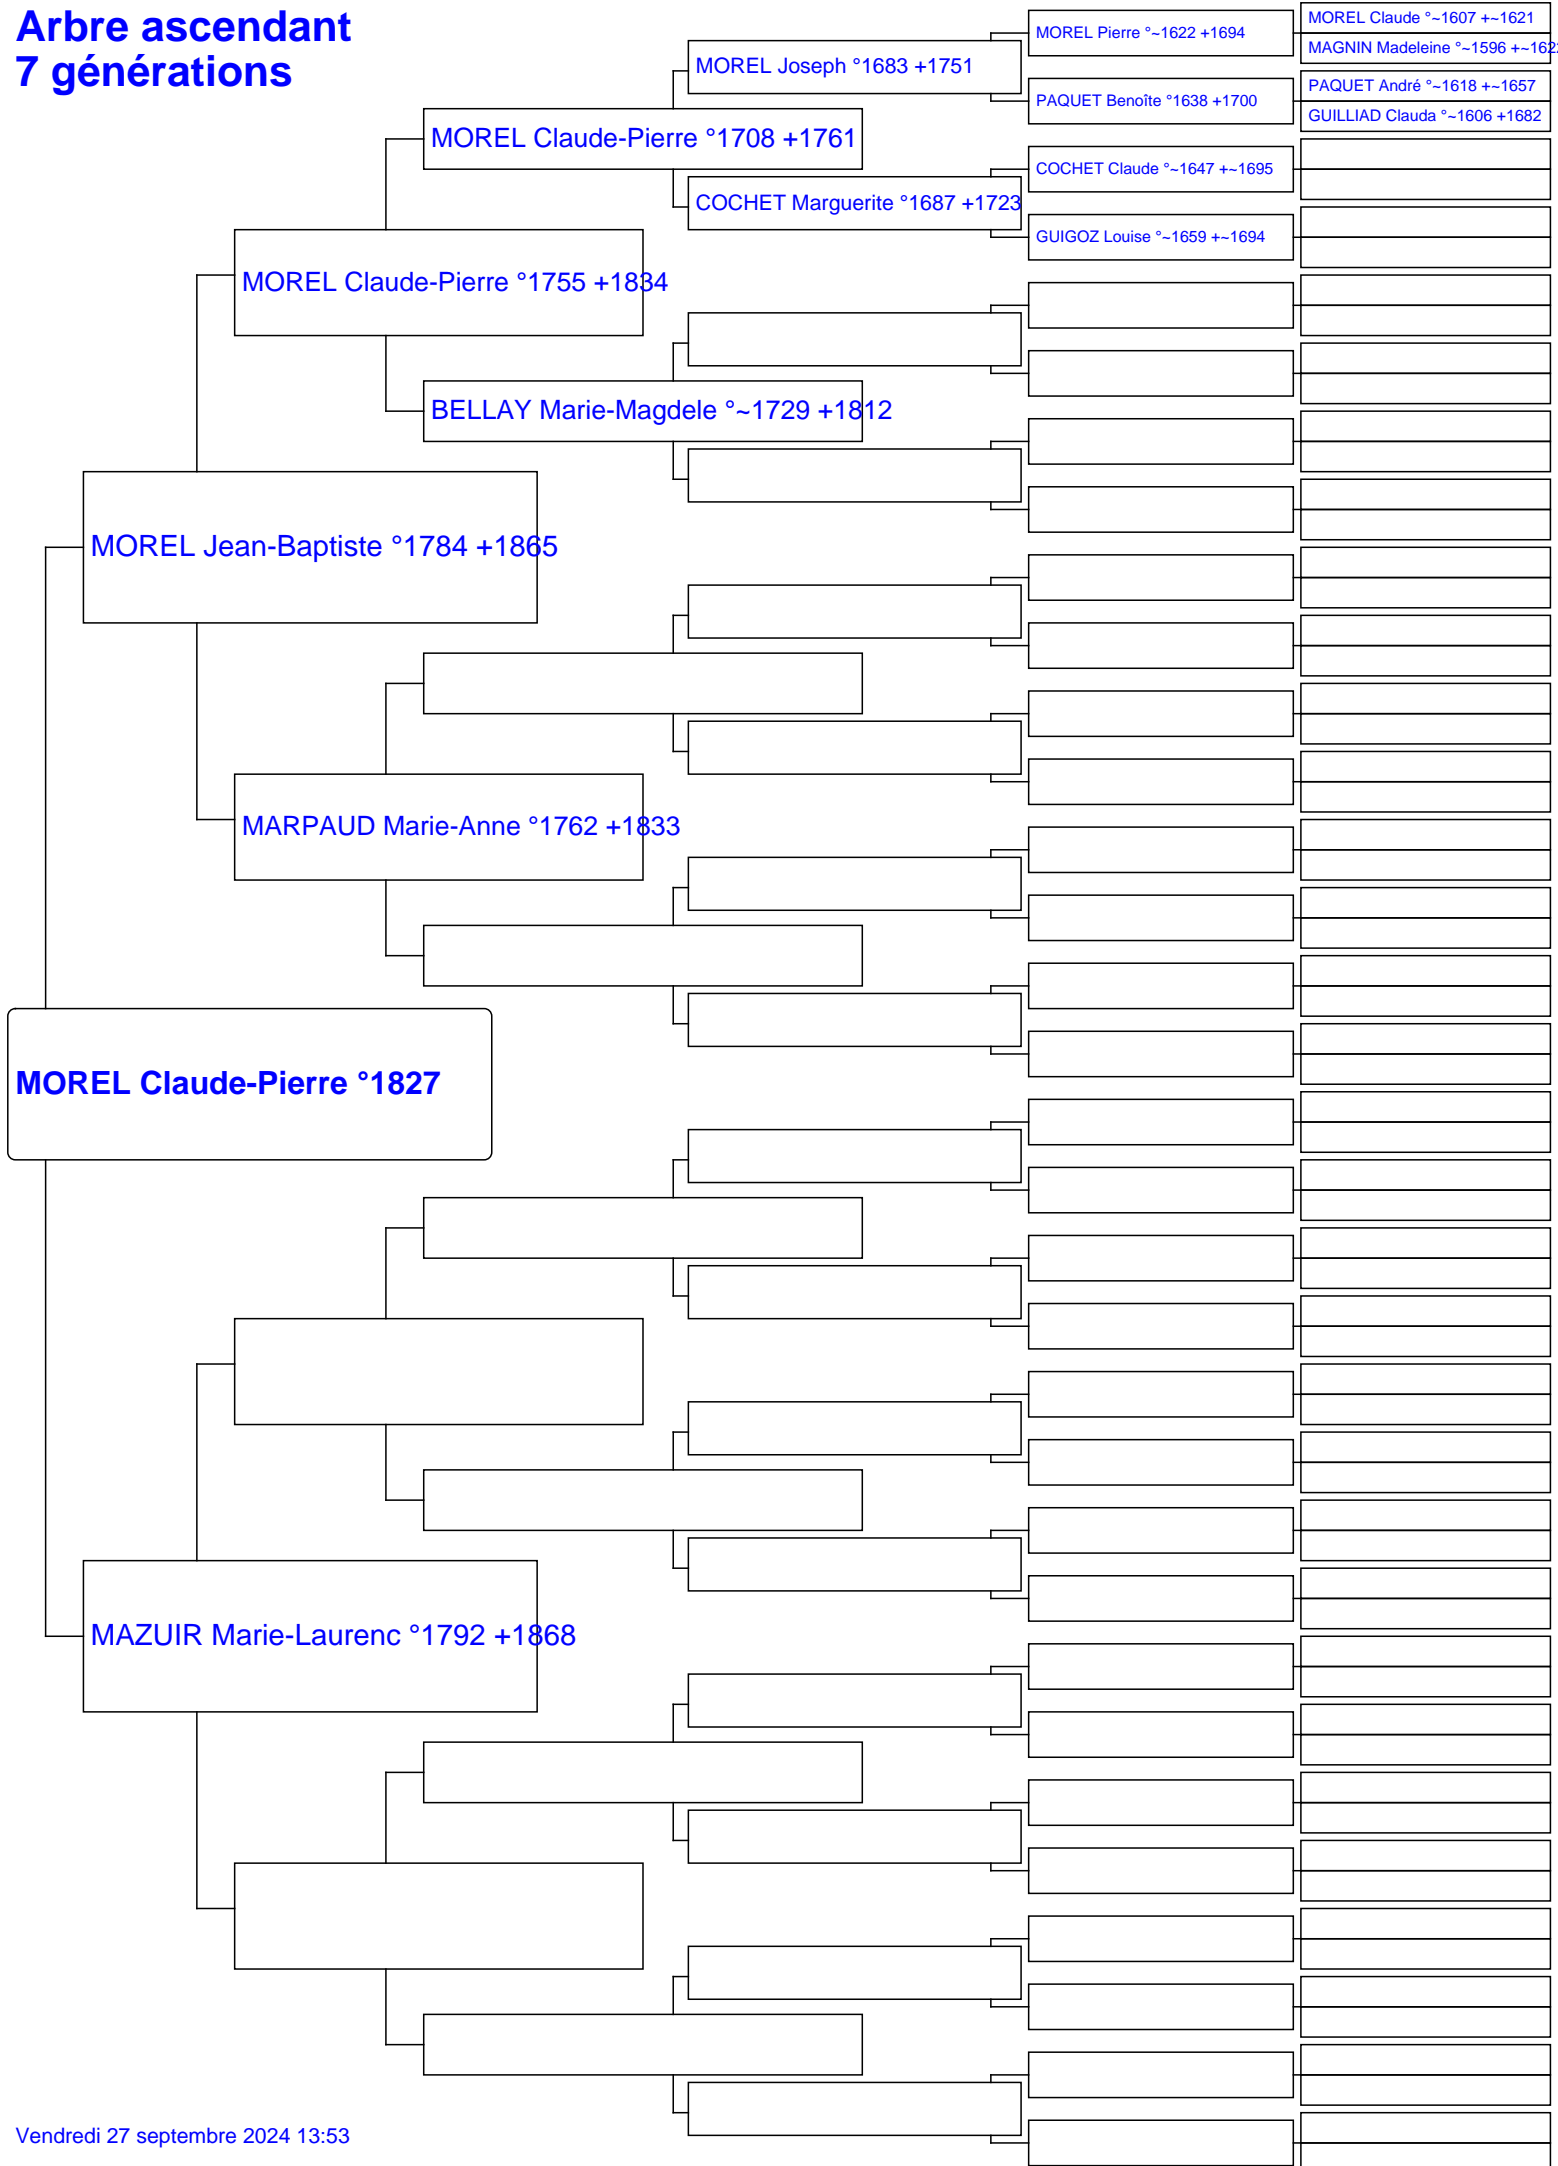 Arbre ascendant
7 générations
MOREL Claude-Pierre °1827
MOREL Jean-Baptiste °1784 +1865
MAZUIR Marie-Laurenc °1792 +1868
MOREL Claude-Pierre °1755 +1834
MARPAUD Marie-Anne °1762 +1833
MOREL Claude-Pierre °1708 +1761
BELLAY Marie-Magdele °~1729 +1812
MOREL Joseph °1683 +1751
COCHET Marguerite °1687 +1723
MOREL Pierre °~1622 +1694
PAQUET Benoîte °1638 +1700
COCHET Claude °~1647 +~1695
GUIGOZ Louise °~1659 +~1694
MOREL Claude °~1607 +~1621
MAGNIN Madeleine °~1596 +~1622
PAQUET André °~1618 +~1657
GUILLIAD Clauda °~1606 +1682
Vendredi 27 septembre 2024 13:53